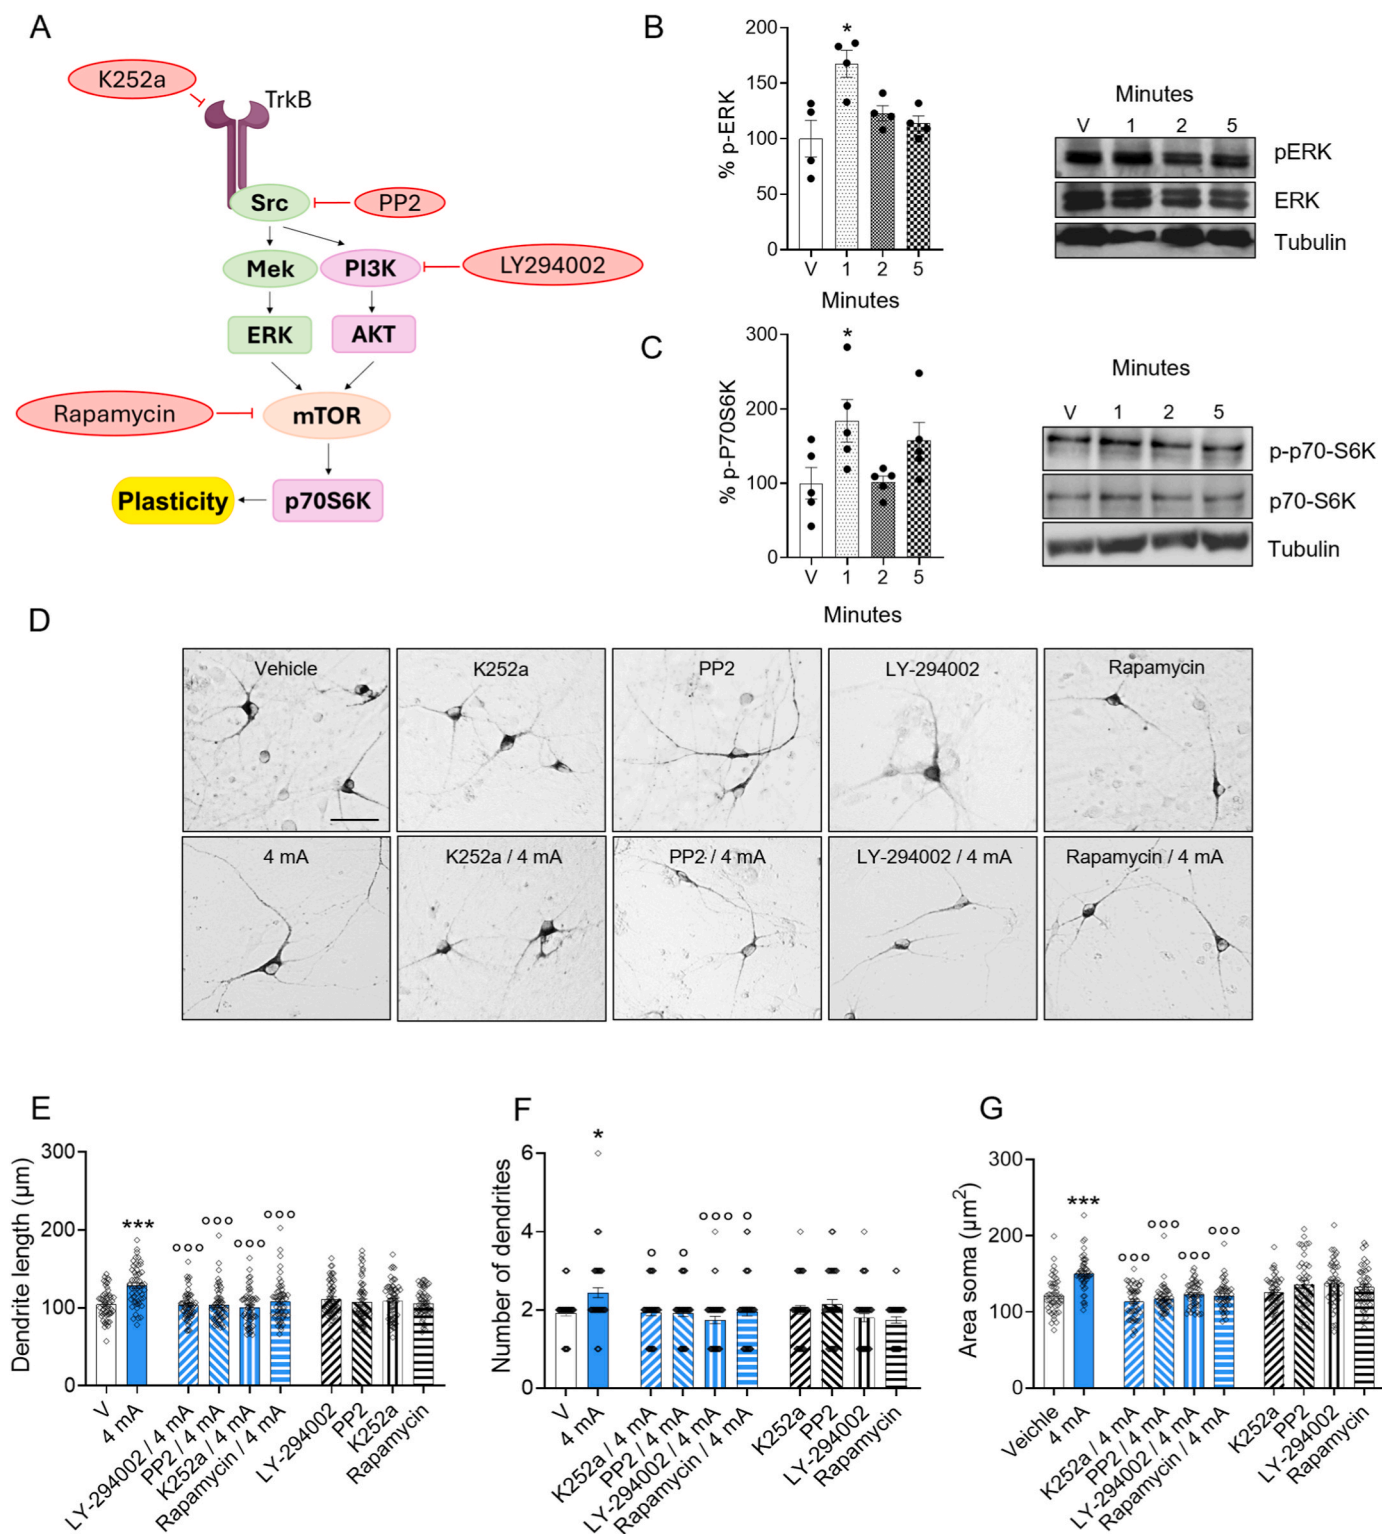 A
K252a
TrkB
Src
PP2
Mek
PI3K
LY294002
ERK
AKT
Rapamycin
mTOR
Plasticity
p70S6K
B
% p-ERK
200
150
100
50
0
*
V 1 2 5
Minutes
Minutes
V 1 2 5
pERK
ERK
Tubulin
C
% p-P70S6K
300
200
100
0
*
V 1 2 5
Minutes
Minutes
V 1 2 5
p-p70-S6K
p70-S6K
Tubulin
D
Vehicle
K252a
PP2
LY-294002
Rapamycin
4 mA
K252a / 4 mA
PP2 / 4 mA
LY-294002 / 4 mA
Rapamycin / 4 mA
E
Dendrite length (µm)
300
200
100
0
***
°°°
°°°
°°°
°°°
V
4 mA
LY-294002 / 4 mA
PP2 / 4 mA
K252a / 4 mA
Rapamycin / 4 mA
LY-294002
PP2
K252a
Rapamycin
F
Number of dendrites
6
4
2
0
*
°
°
°°°
°
V
4 mA
K252a / 4 mA
PP2 / 4 mA
LY-294002 / 4 mA
Rapamycin / 4 mA
K252a
PP2
LY-294002
Rapamycin
G
Area soma (µm²)
300
200
100
0
***
°°°
°°°
°°°
°°°
Veichle
4 mA
K252a / 4 mA
PP2 / 4 mA
LY-294002 / 4 mA
Rapamycin / 4 mA
K252a
PP2
LY-294002
Rapamycin